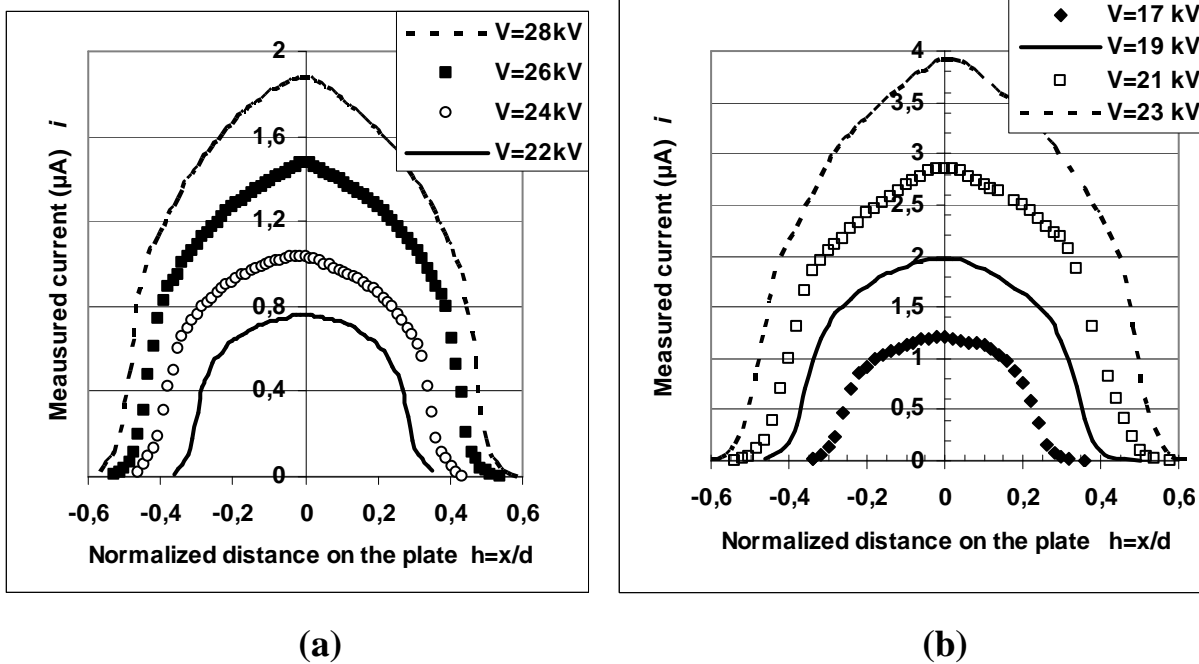 V=28kV
V=26kV
V=24kV
V=22kV
2
1,6
1,2
0,8
0,4
0
-0,6 -0,4 -0,2 0 0,2 0,4 0,6
Meausured current (µA) i
Normalized distance on the plate h=x/d
(a)
V=17 kV
V=19 kV
V=21 kV
V=23 kV
4
3,5
3
2,5
2
1,5
1
0,5
0
-0,6 -0,4 -0,2 0 0,2 0,4 0,6
Measured current (µA) i
Normalized distance on the plate h=x/d
(b)